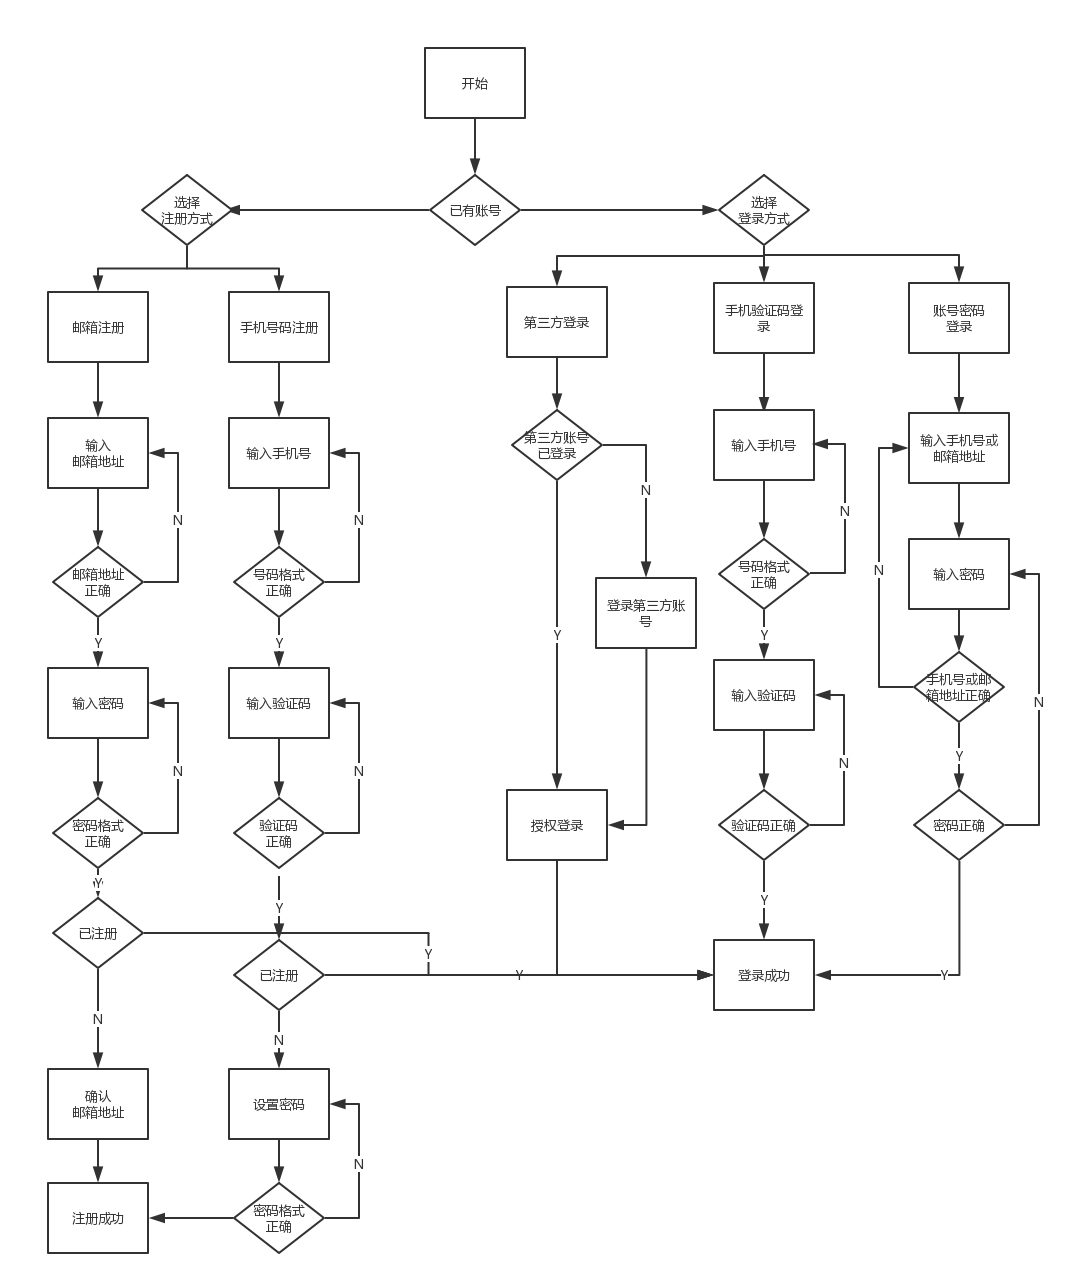 开始
选择
注册方式
已有账号
选择
登录方式
邮箱注册
手机号码注册
第三方登录
手机验证码登
录
账号密码
登录
输入
邮箱地址
输入手机号
第三方账号
已登录
输入手机号
输入手机号或
邮箱地址
N
N
N
N
邮箱地址
正确
号码格式
正确
号码格式
正确
输入密码
N
登录第三方账
号
Y
Y
Y
Y
输入密码
输入验证码
输入验证码
手机号或邮
箱地址正确
N
N
N
N
Y
密码格式
正确
验证码
正确
授权登录
验证码正确
密码正确
Y
Y
Y
已注册
Y
已注册
Y
登录成功
Y
N
N
确认
邮箱地址
设置密码
N
注册成功
密码格式
正确